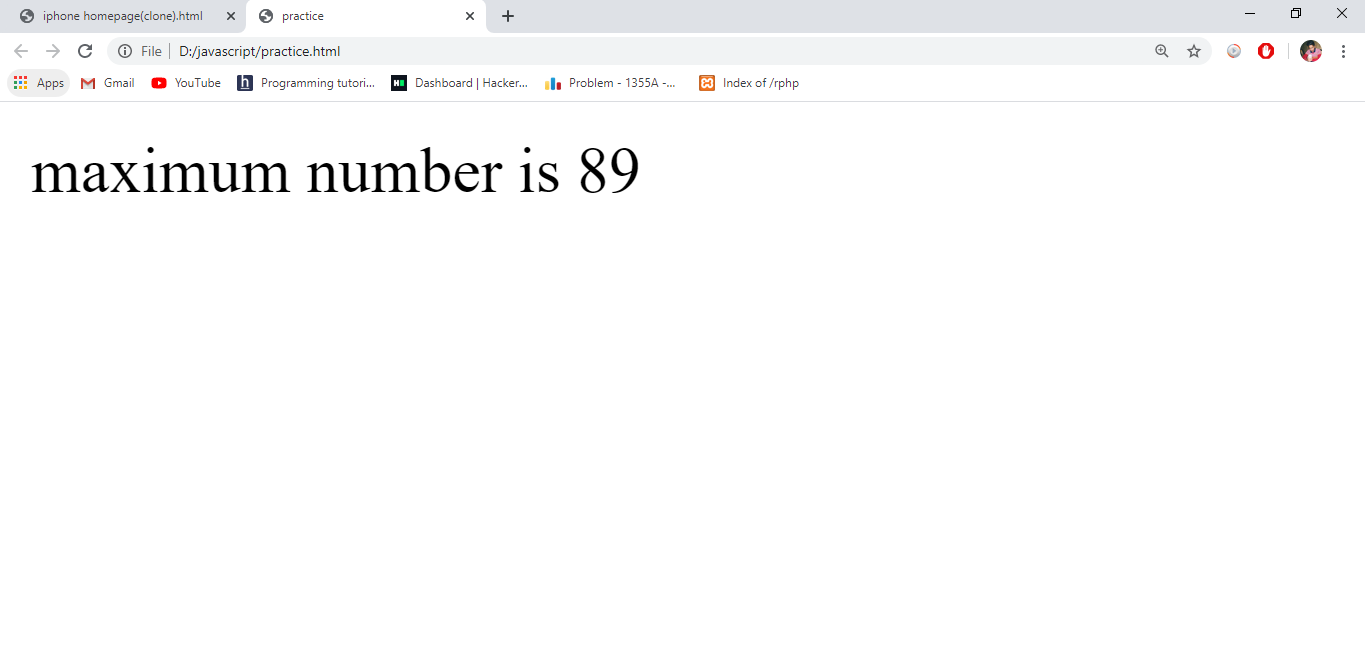 iphone homepage(clone).html practice
File D:/javascript/practice.html
Apps Gmail YouTube h Programming tutori... Dashboard | Hacker... Problem - 1355A -... Index of /rphp
maximum number is 89